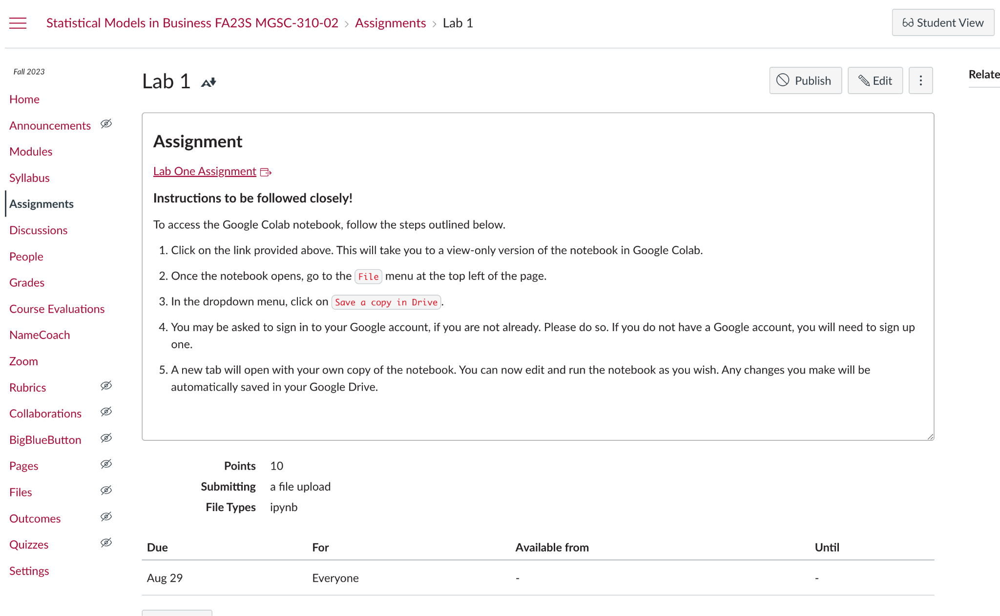 Statistical Models in Business FA23S MGSC-310-02 > Assignments > Lab 1
Student View
Fall 2023
Home
Announcements
Modules
Syllabus
Assignments
Discussions
People
Grades
Course Evaluations
NameCoach
Zoom
Rubrics
Collaborations
BigBlueButton
Pages
Files
Outcomes
Quizzes
Settings
Lab 1
Publish
Edit
Relate
Assignment
Lab One Assignment
Instructions to be followed closely!
To access the Google Colab notebook, follow the steps outlined below.
1. Click on the link provided above. This will take you to a view-only version of the notebook in Google Colab.
2. Once the notebook opens, go to the File menu at the top left of the page.
3. In the dropdown menu, click on Save a copy in Drive.
4. You may be asked to sign in to your Google account, if you are not already. Please do so. If you do not have a Google account, you will need to sign up
one.
5. A new tab will open with your own copy of the notebook. You can now edit and run the notebook as you wish. Any changes you make will be
automatically saved in your Google Drive.
Points 10
Submitting a file upload
File Types ipynb
Due For Available from Until
Aug 29 Everyone - -